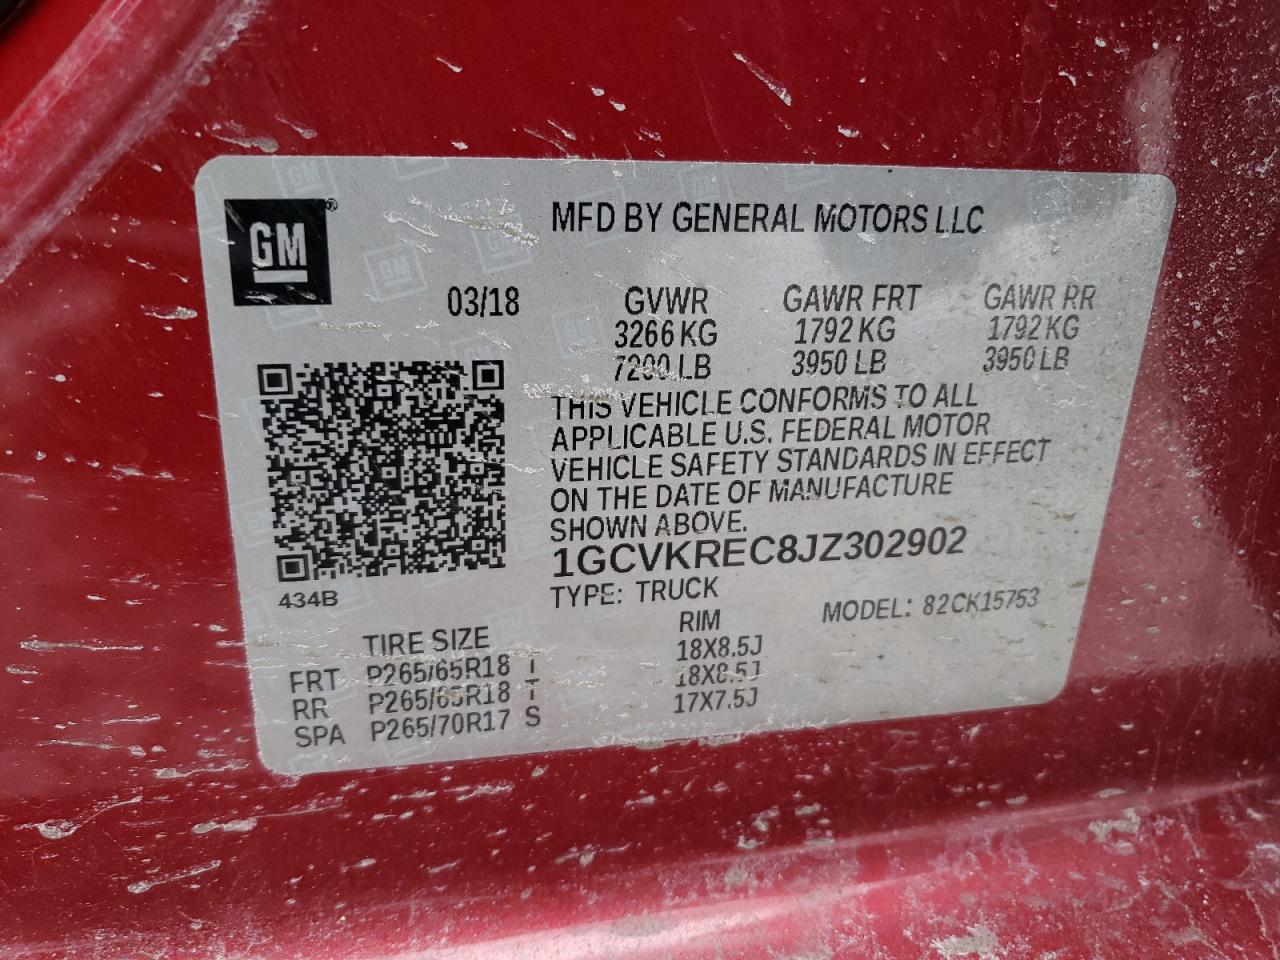 GM®
MFD BY GENERAL MOTORS LLC
03/18 GVWR GAWR FRT GAWR RR
3266 KG 1792 KG 1792 KG
7200 LB 3950 LB 3950 LB
THIS VEHICLE CONFORMS TO ALL
APPLICABLE U.S. FEDERAL MOTOR
VEHICLE SAFETY STANDARDS IN EFFECT
ON THE DATE OF MANUFACTURE
SHOWN ABOVE.
1GCVKREC8JZ302902
434B
TYPE: TRUCK MODEL: 82CK15753
TIRE SIZE RIM
FRT P265/65R18 T 18X8.5J
RR P265/65R18 T 18X8.5J
SPA P265/70R17 S 17X7.5J